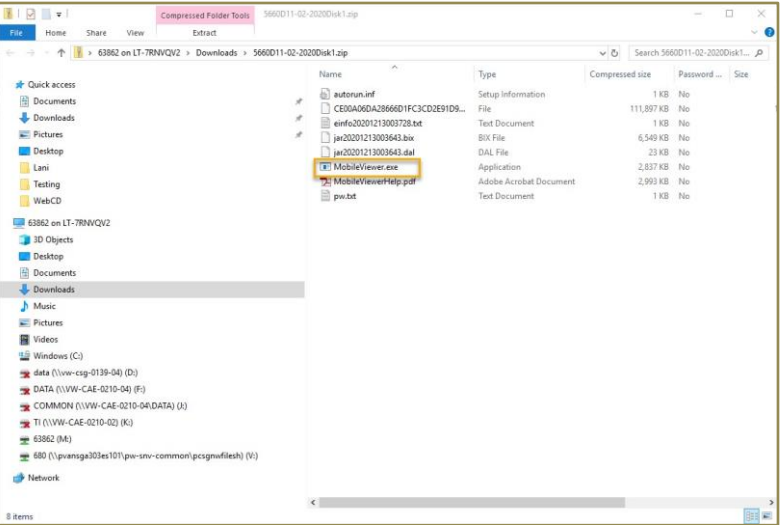 Compressed Folder Tools
5660D11-02-2020Disk1.zip
File
Home
Share
View
Extract
63862 on LT-7RNVQV2 > Downloads > 5660D11-02-2020Disk1.zip
Search 5660D11-02-2020Disk1...
Name
Type
Compressed size
Password ...
Size
Quick access
Documents
Downloads
Pictures
Desktop
Lani
Testing
WebCD
63862 on LT-7RNVQV2
3D Objects
Desktop
Documents
Downloads
Music
Pictures
Videos
Windows (C:)
data (\\vw-csg-0139-04) (D:)
DATA (\\VW-CAE-0210-04) (F:)
COMMON (\\VW-CAE-0210-04\DATA) (J:)
TI (\\VW-CAE-0210-02) (K:)
63862 (M:)
680 (\\pvansga303es101\pw-snv-common\pcsgnwfilesh) (V:)
Network
autorun.inf Setup Information 1 KB No
CE00A06DA28666D1FC3CD2E91D9... File 111,897 KB No
einfo20201213003728.txt Text Document 1 KB No
jar20201213003643.bix BIX File 6,549 KB No
jar20201213003643.dal DAL File 23 KB No
MobileViewer.exe Application 2,837 KB No
MobileViewerHelp.pdf Adobe Acrobat Document 2,993 KB No
pw.txt Text Document 1 KB No
8 items